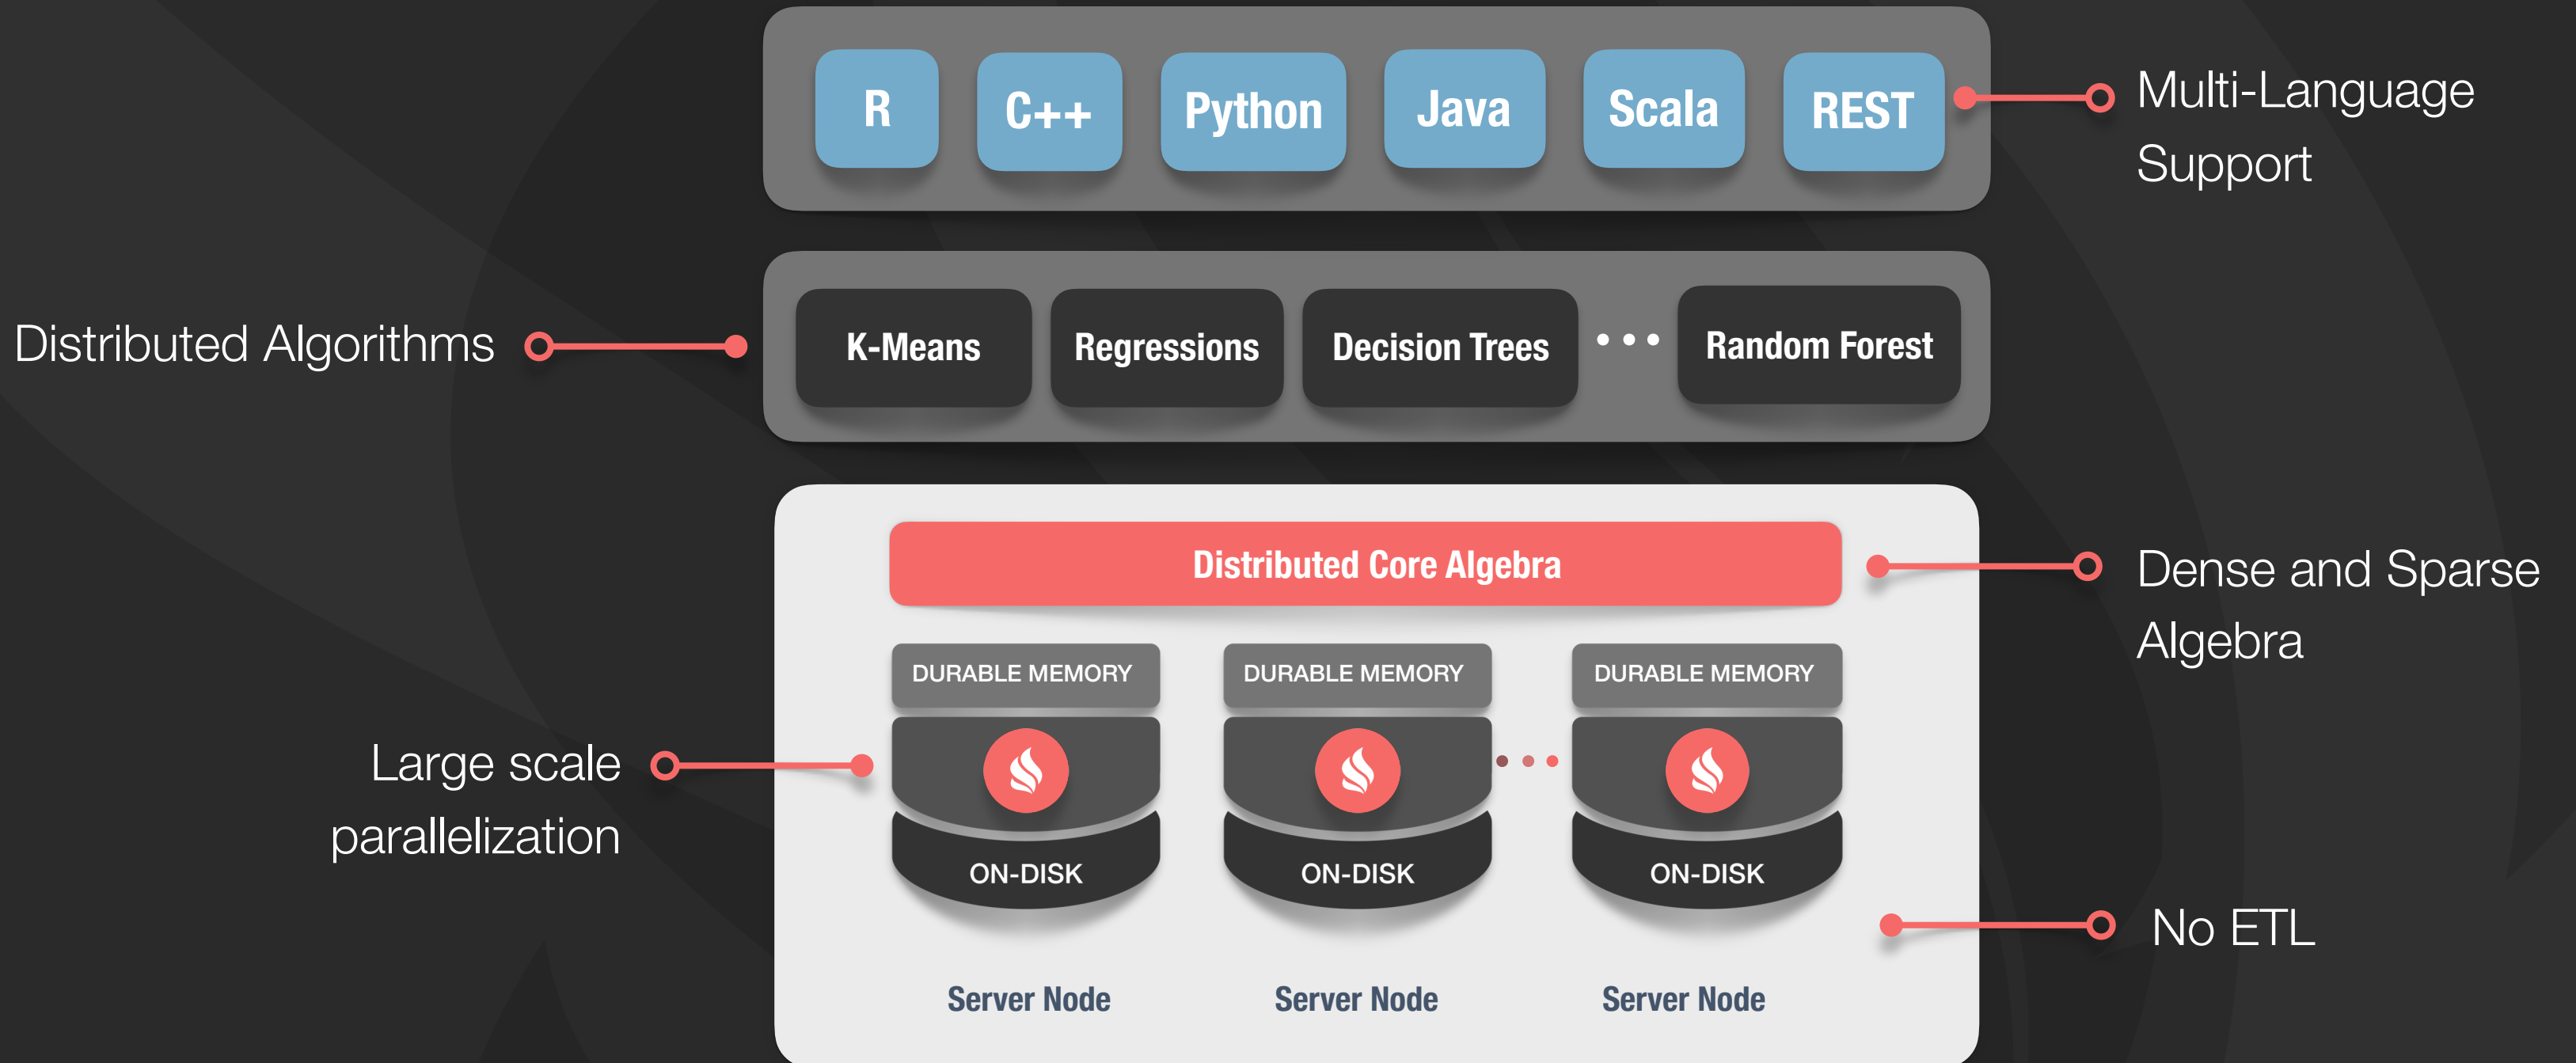 R
C++
Python
Java
Scala
REST
Multi-Language
Support
Distributed Algorithms
K-Means
Regressions
Decision Trees
...
Random Forest
Distributed Core Algebra
Dense and Sparse
Algebra
DURABLE MEMORY
DURABLE MEMORY
DURABLE MEMORY
Large scale
parallelization
...
ON-DISK
ON-DISK
ON-DISK
No ETL
Server Node
Server Node
Server Node